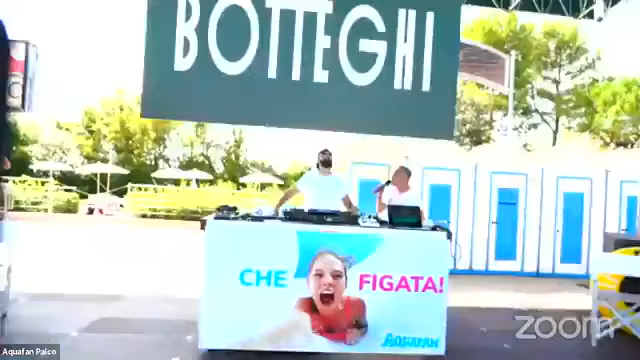 BOTTEGHI
CHE FIGATA!
AQUAFAN
zoom
Aquafan Palco